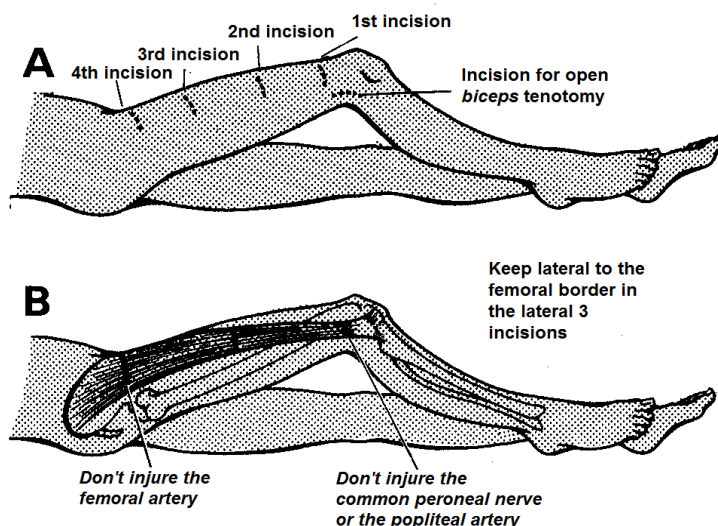 1st incision
2nd incision
3rd incision
4th incision
A
Incision for open
biceps tenotomy
B
Keep lateral to the
femoral border in
the lateral 3
incisions
Don't injure the
femoral artery
Don't injure the
common peroneal nerve
or the popliteal artery